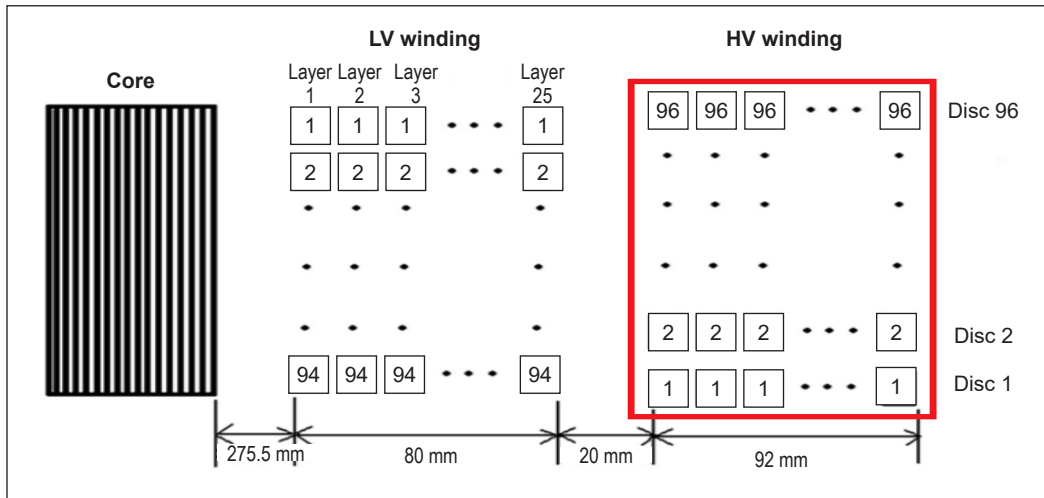 LV winding
HV winding
Core
Layer Layer Layer Layer
1 2 3 25
1 1 1 1
2 2 2 2
94 94 94 94
96 96 96 96 Disc 96
2 2 2 2 Disc 2
1 1 1 1 Disc 1
275.5 mm 80 mm 20 mm 92 mm